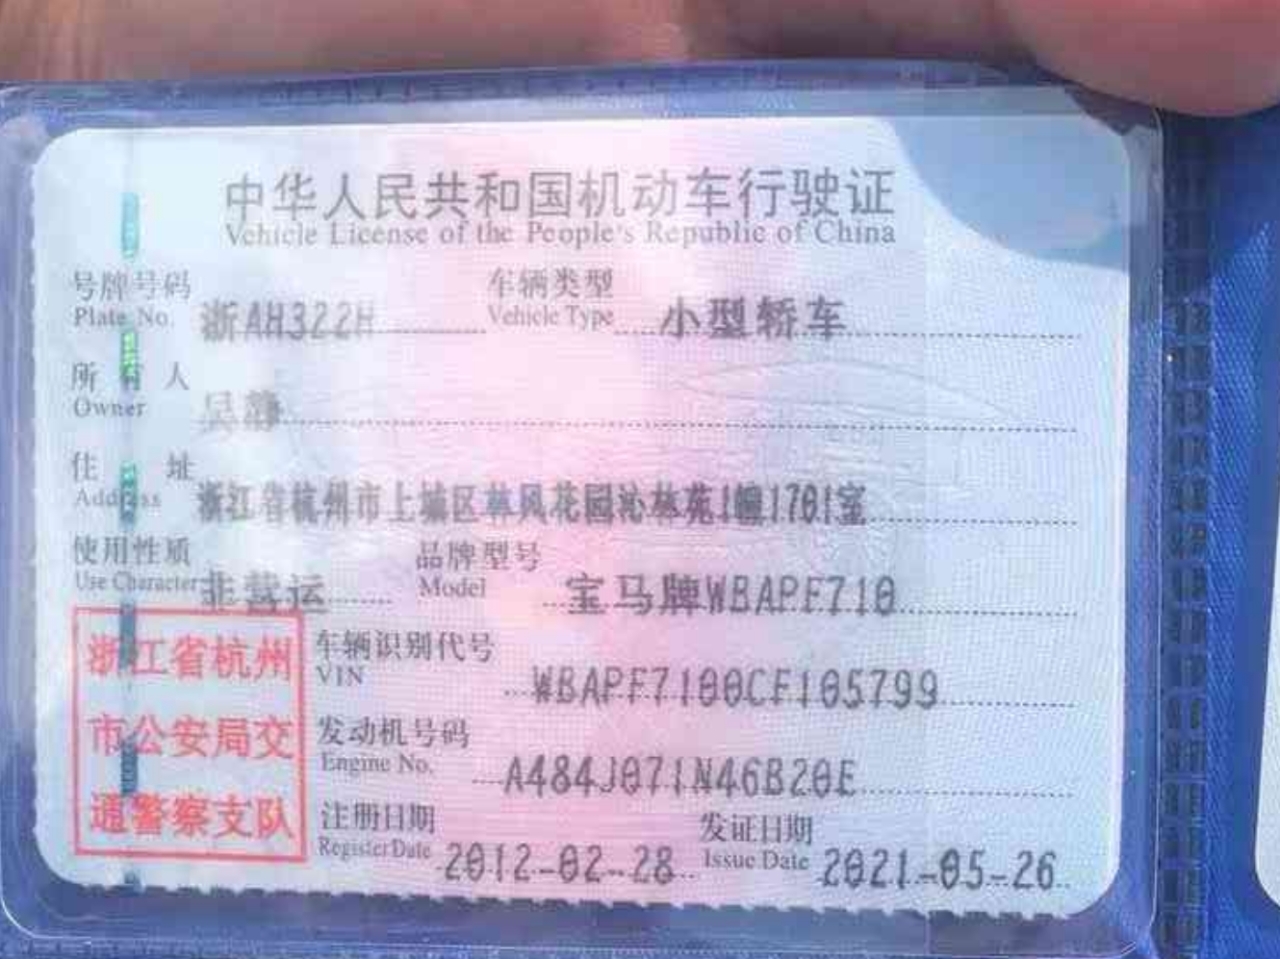 中华人民共和国机动车行驶证
Vehicle License of the People's Republic of China
号牌号码 车辆类型
Plate No. 浙AH322H Vehicle Type 小型轿车
所有人
Owner 吴静
住址
Address 浙江省杭州市上城区林风花园沁林苑1幢1701室
使用性质 品牌型号
Use Character 非营运 Model 宝马牌WBAPF710
浙江省杭州
市公安局交
通警察支队
车辆识别代号
VIN WBAPF7100CF105799
发动机号码
Engine No. A484J071N46B20E
注册日期 发证日期
Register Date 2012-02-28 Issue Date 2021-05-26